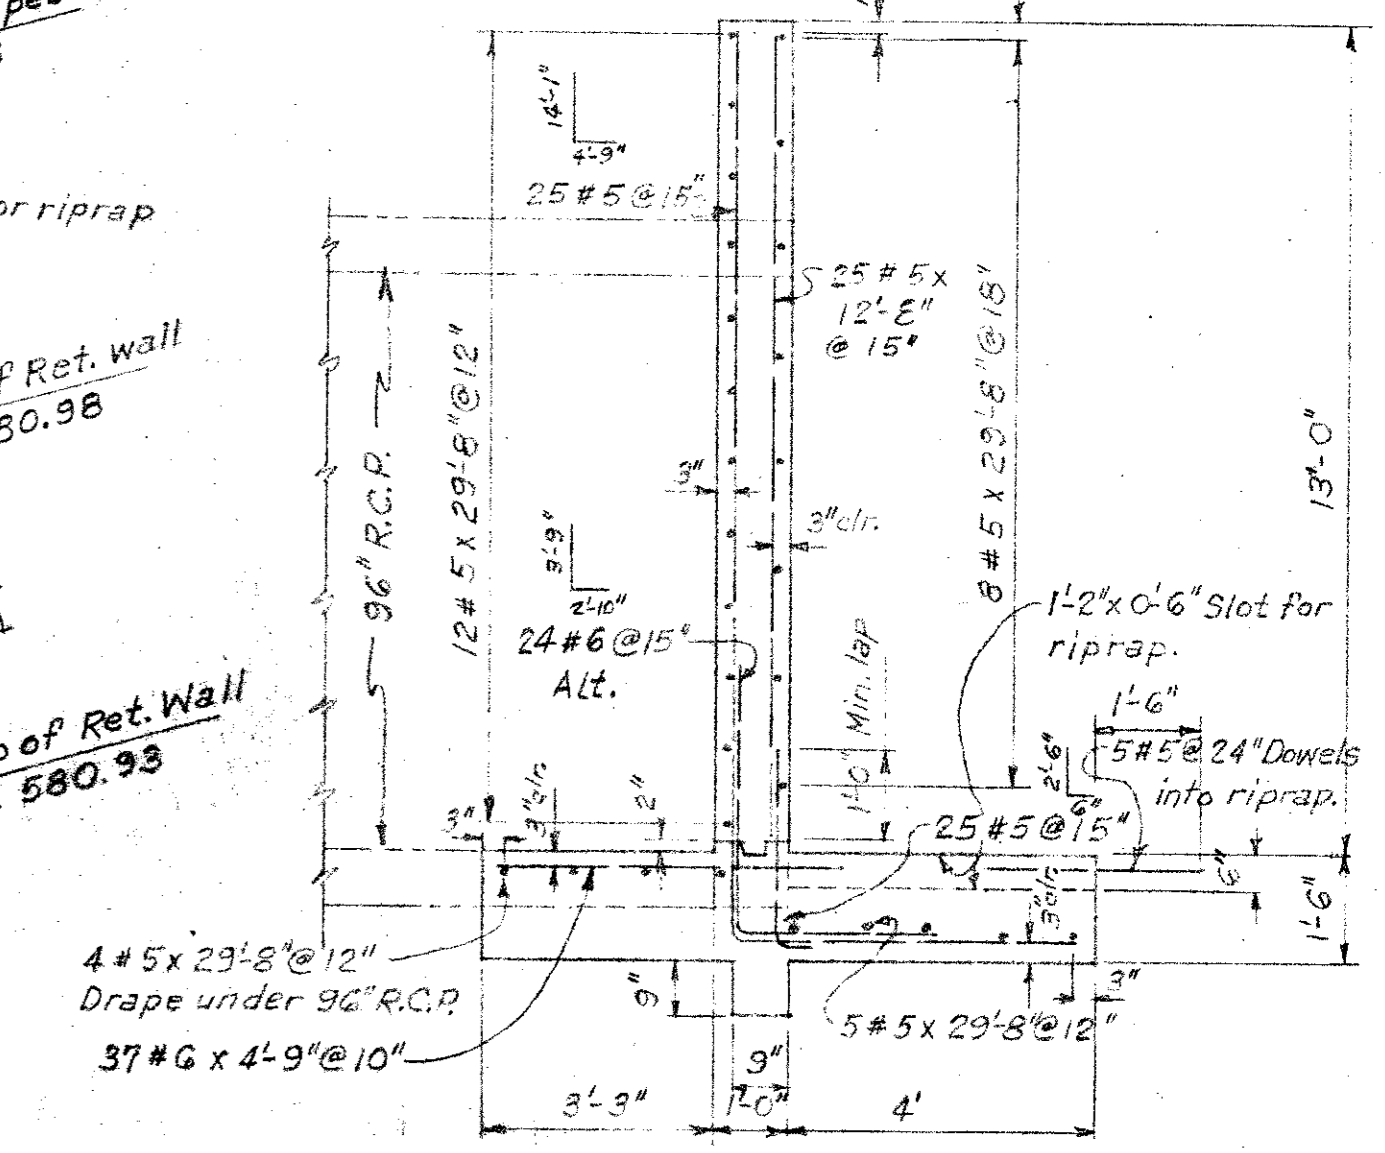 or riprap
f Ret. wall
80.98
of Ret. Wall
580.93
14'-1"
4'-9"
25 #5 @ 15"
96" R.C.P.
12 #5 x 29'-8" @ 12"
25 #5 x
12'-8"
@ 15"
8 #5 x 29'-8" @ 18"
13'-0"
3"
3" clr.
3'-9"
2'-10"
24 #6 @ 15"
Alt.
1'-0" Min. lap
1'-2" x 0'-6" Slot for
riprap.
1'-6"
2'-6"
6"
5 #5 @ 24" Dowels
into riprap.
3"
3" clr.
2"
25 #5 @ 15"
6"
3" clr.
1'-6"
4 #5 x 29'-8" @ 12"
Drape under 96" R.C.P.
37 #6 x 4'-9" @ 10"
9"
3"
5 #5 x 29'-8" @ 12"
9"
3'-3"
1'-0"
4'